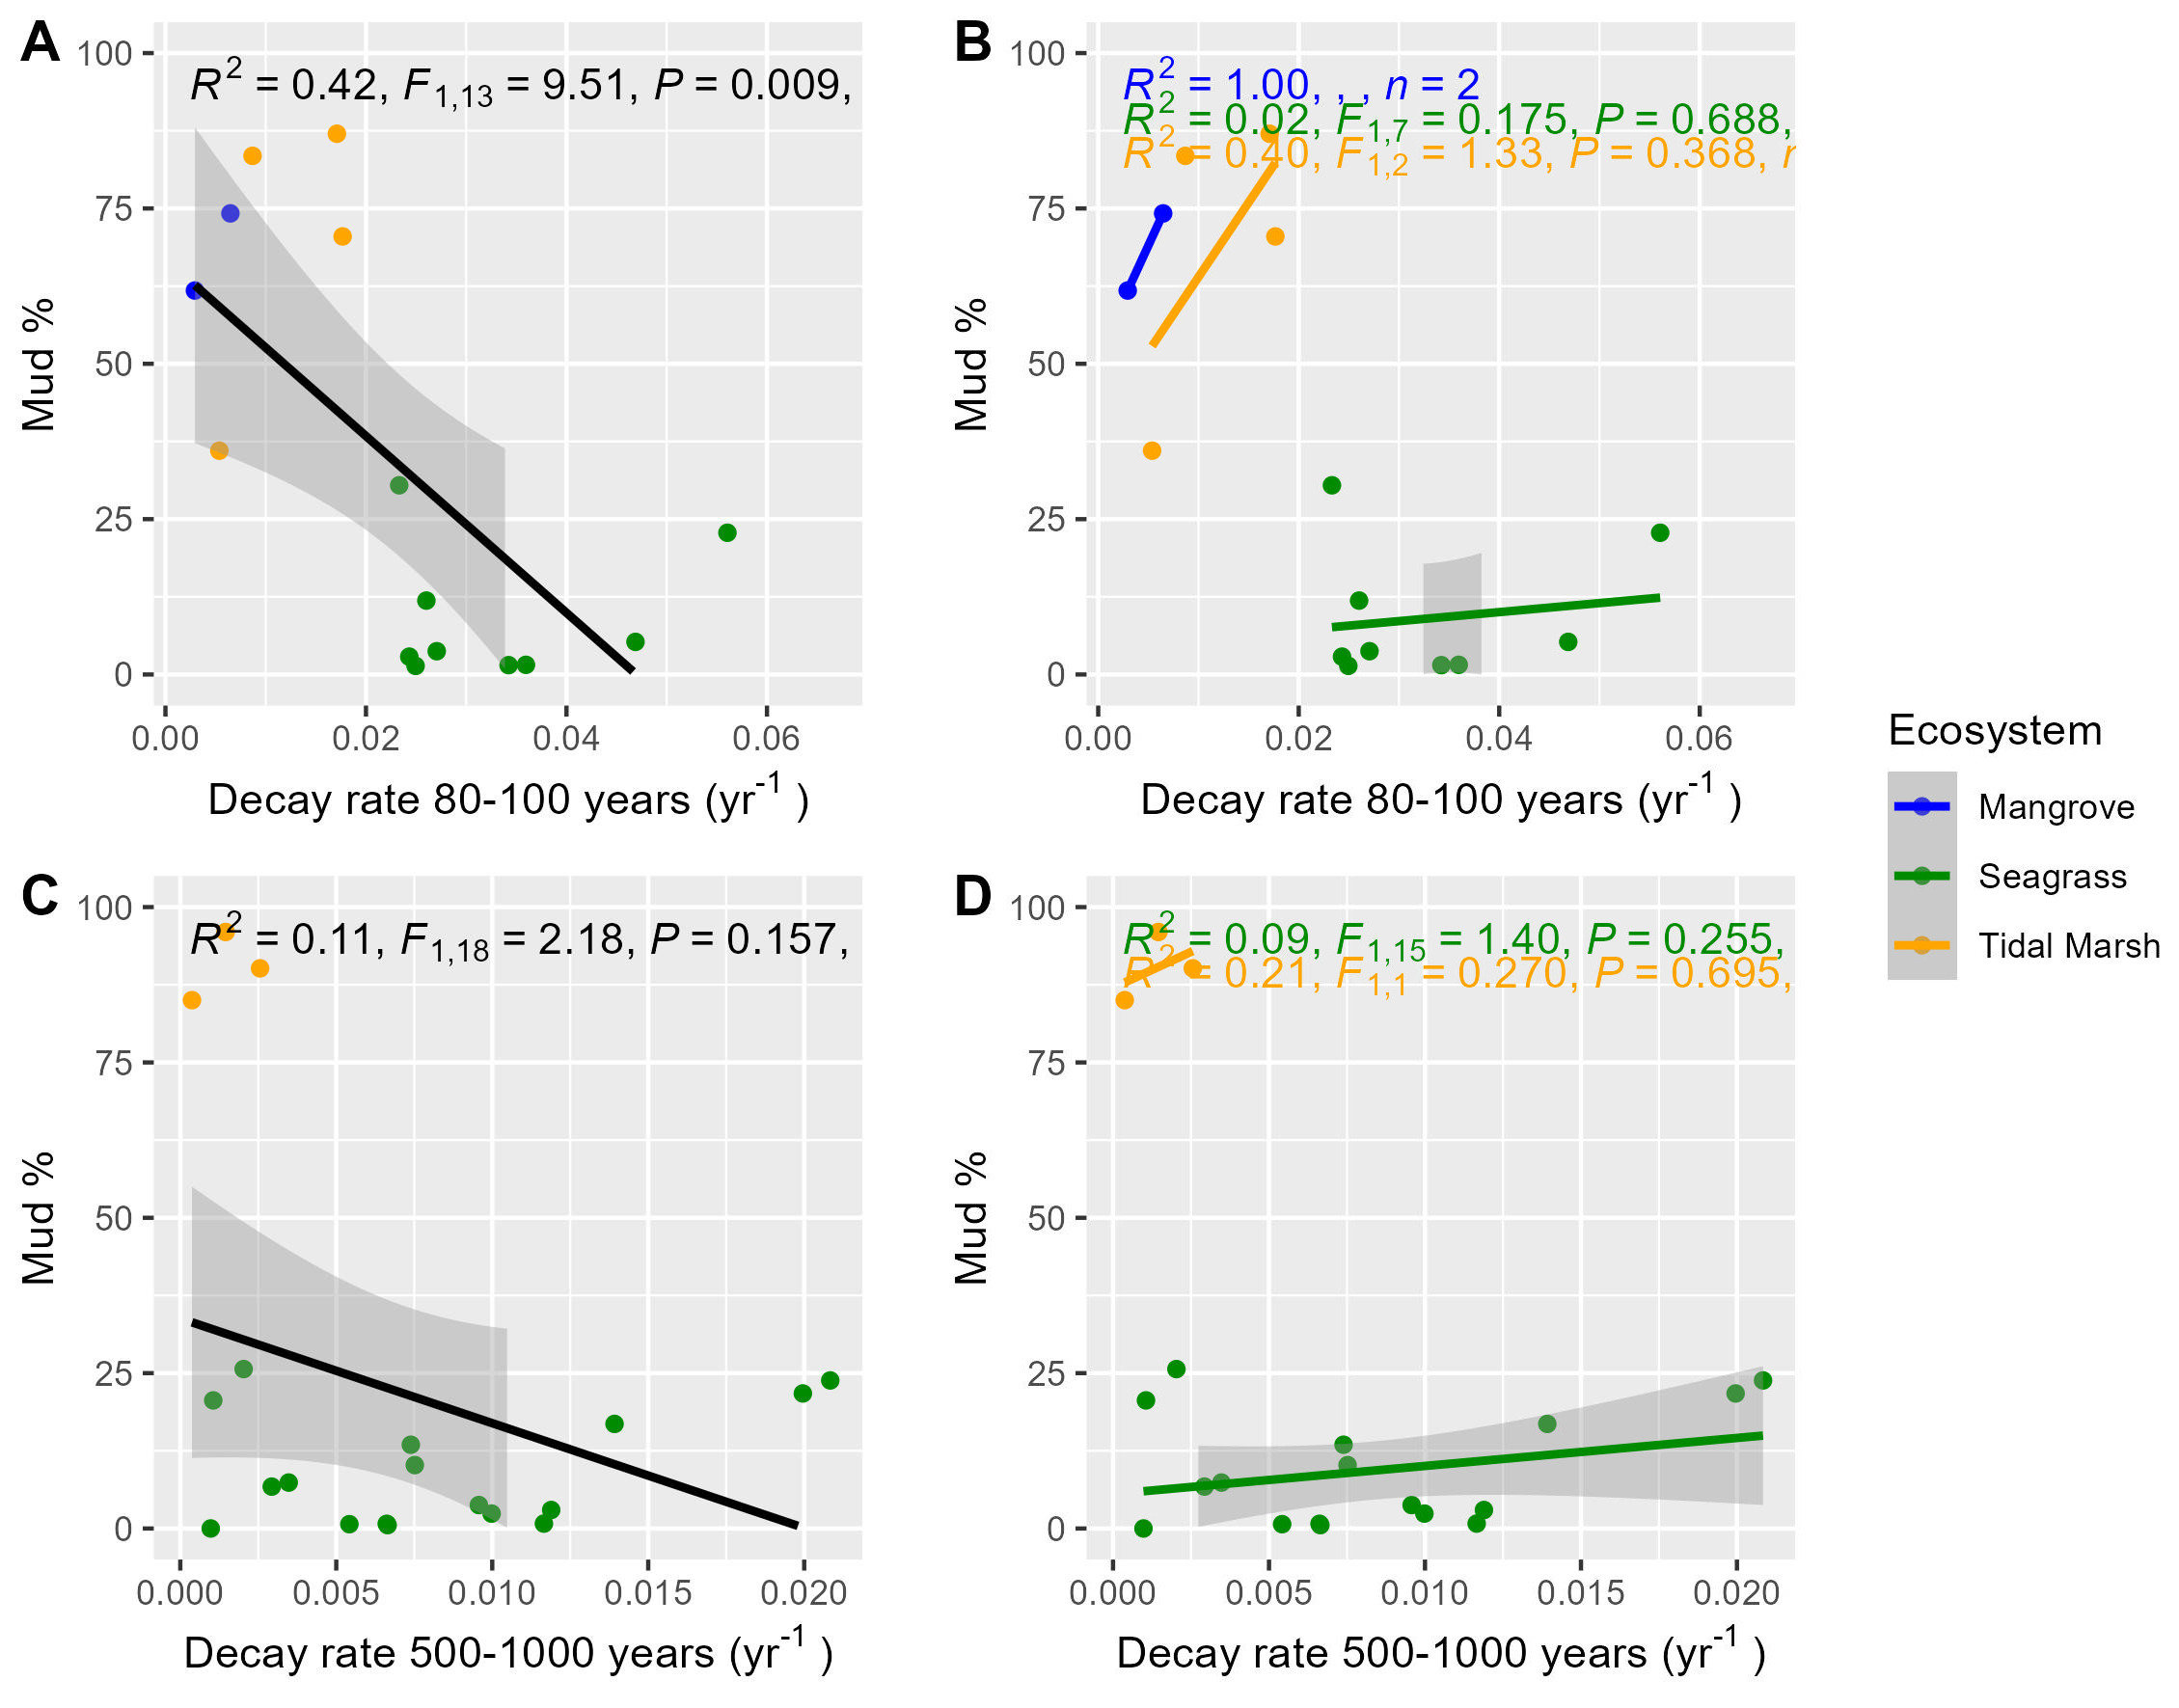 A
R² = 0.42, F1,13 = 9.51, P = 0.009,
100
75
50
25
0
Mud %
0.00 0.02 0.04 0.06
Decay rate 80-100 years (yr-1 )
B
R² = 1.00, , , n = 2
R² = 0.02, F1,7 = 0.175, P = 0.688,
R² = 0.40, F1,2 = 1.33, P = 0.368, n
100
75
50
25
0
Mud %
0.00 0.02 0.04 0.06
Decay rate 80-100 years (yr-1 )
Ecosystem
Mangrove
Seagrass
Tidal Marsh
C
R² = 0.11, F1,18 = 2.18, P = 0.157,
100
75
50
25
0
Mud %
0.000 0.005 0.010 0.015 0.020
Decay rate 500-1000 years (yr-1 )
D
R² = 0.09, F1,15 = 1.40, P = 0.255,
R² = 0.21, F1,1 = 0.270, P = 0.695,
100
75
50
25
0
Mud %
0.000 0.005 0.010 0.015 0.020
Decay rate 500-1000 years (yr-1 )